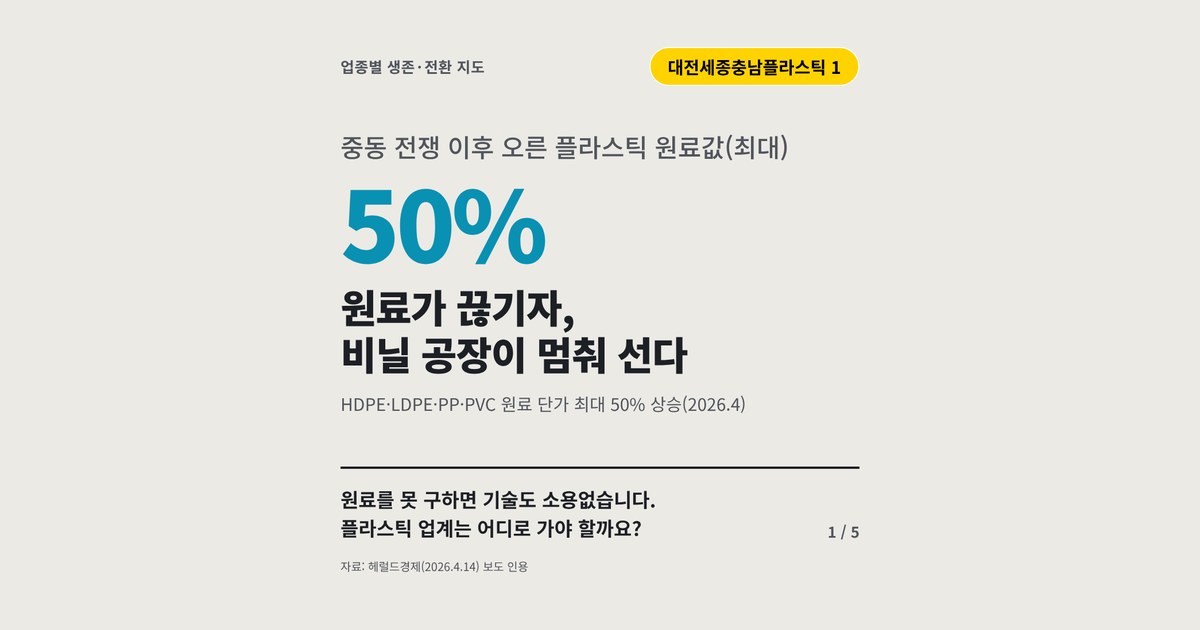 업종별 생존·전환 지도
대전세종충남플라스틱 1
중동 전쟁 이후 오른 플라스틱 원료값(최대)
50%
원료가 끊기자,
비닐 공장이 멈춰 선다
HDPE·LDPE·PP·PVC 원료 단가 최대 50% 상승(2026.4)
원료를 못 구하면 기술도 소용없습니다.
플라스틱 업계는 어디로 가야 할까요?
1 / 5
자료: 헤럴드경제(2026.4.14) 보도 인용